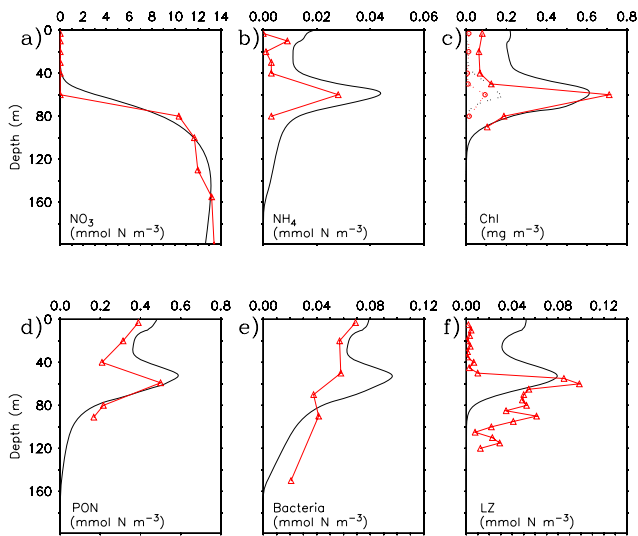 0 2 4 6 8 10 12 14
0.00 0.02 0.04 0.06
0.0 0.2 0.4 0.6 0.8
a)
b)
c)
0
40
80
120
160
Depth (m)
NO3
(mmol N m−3)
NH4
(mmol N m−3)
Chl
(mg m−3)
0.0 0.2 0.4 0.6 0.8
0.00 0.04 0.08 0.12
0.00 0.05 0.10
d)
e)
f)
0
40
80
120
160
Depth (m)
PON
(mmol N m−3)
Bacteria
(mmol N m−3)
LZ
(mmol N m−3)